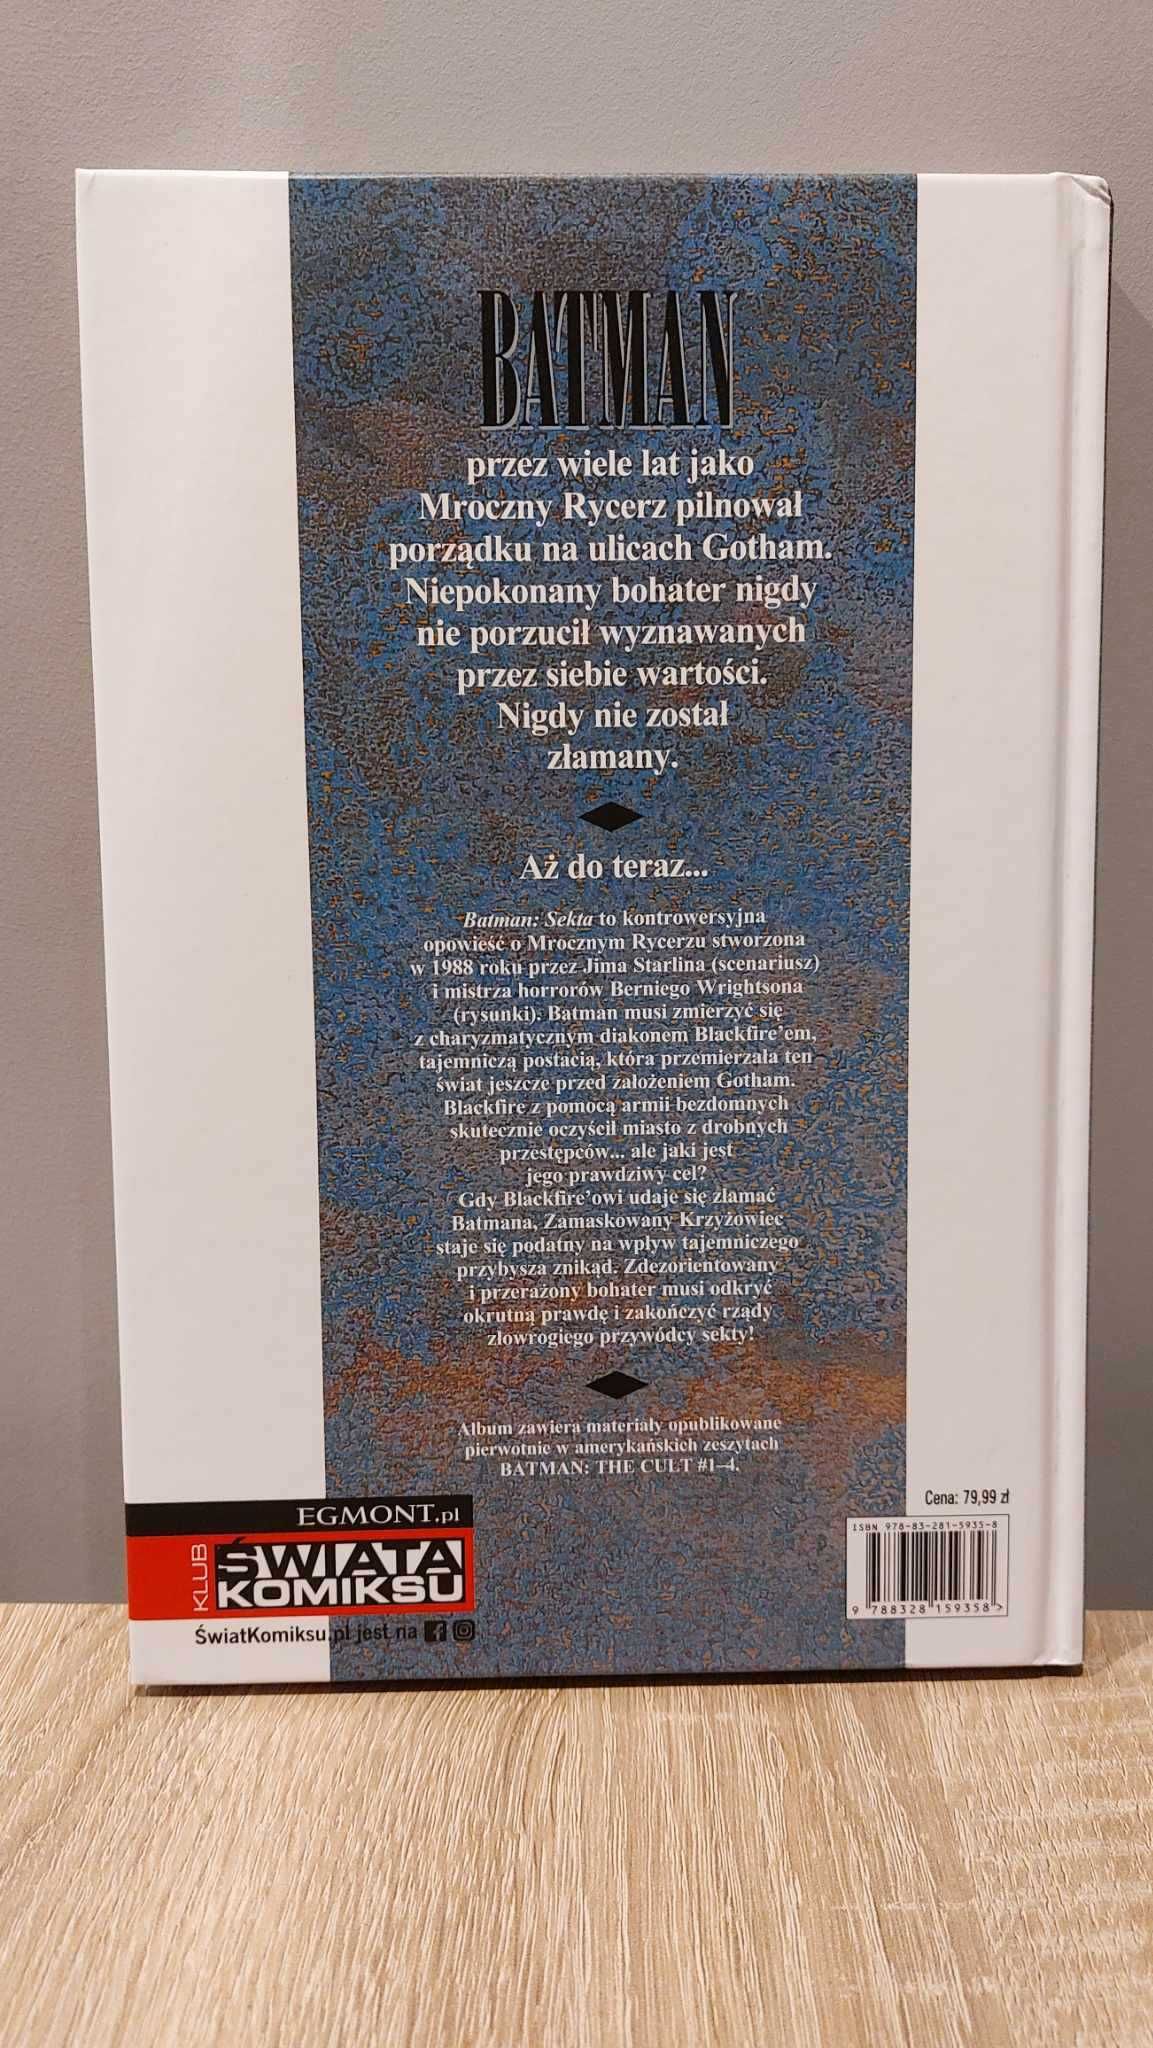 BATMAN
przez wiele lat jako
Mroczny Rycerz pilnował
porządku na ulicach Gotham.
Niepokonany bohater nigdy
nie porzucił wyznawanych
przez siebie wartości.
Nigdy nie został
złamany.
Aż do teraz...
Batman: Sekta to kontrowersyjna
opowieść o Mrocznym Rycerzu stworzona
w 1988 roku przez Jima Starlina (scenariusz)
i mistrza horrorów Berniego Wrightsona
(rysunki). Batman musi zmierzyć się
z charyzmatycznym diakonem Blackfire’em,
tajemniczą postacią, która przemierzała ten
świat jeszcze przed założeniem Gotham.
Blackfire z pomocą armii bezdomnych
skutecznie oczyścił miasto z drobnych
przestępców... ale jaki jest
jego prawdziwy cel?
Gdy Blackfire’owi udaje się złamać
Batmana, Zamaskowany Krzyżowiec
staje się podatny na wpływ tajemniczego
przybysza znikąd. Zdezorientowany
i przerażony bohater musi odkryć
okrutną prawdę i zakończyć rządy
złowrogiego przywódcy sekty!
Album zawiera materiały opublikowane
pierwotnie w amerykańskich zeszytach
BATMAN: THE CULT #1–4.
EGMONT.pl
KLUB
ŚWIATA
KOMIKSU
ŚwiatKomiksu.pl jest na
Cena: 79,99 zł
ISBN 978-83-281-5935-8
9 788328 159358 >